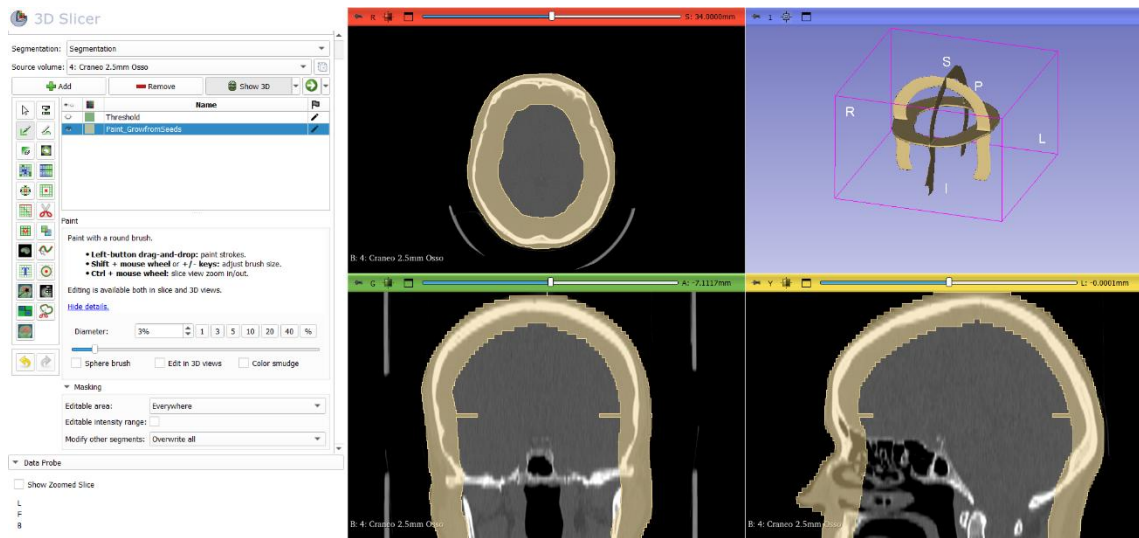 3D Slicer
Segmentation: Segmentation
Source volume: 4: Craneo 2.5mm Osso
Add Remove Show 3D
Name
Threshold
Paint_GrowfromSeeds
Paint
Paint with a round brush.
• Left-button drag-and-drop: paint strokes.
• Shift + mouse wheel or +/- keys: adjust brush size.
• Ctrl + mouse wheel: slice view zoom in/out.
Editing is available both in slice and 3D views.
Hide details.
Diameter: 3% 1 3 5 10 20 40 %
Sphere brush Edit in 3D views Color smudge
Masking
Editable area: Everywhere
Editable intensity range:
Modify other segments: Overwrite all
Data Probe
Show Zoomed Slice
L
F
B
R S: 34.0000mm
B: 4: Craneo 2.5mm Osso
1
S
P
R
L
I
G A: -7.1117mm
B: 4: Craneo 2.5mm Osso
Y L: -0.0001mm
B: 4: Craneo 2.5mm Osso